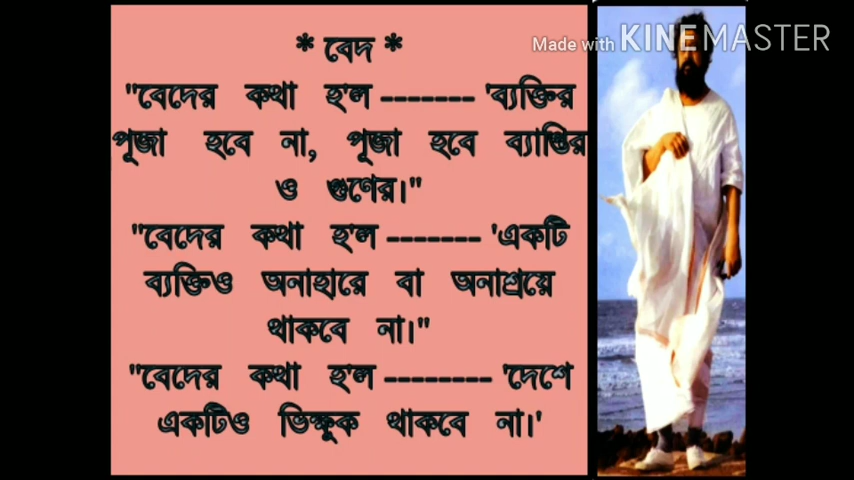 * বেদ *
"বেদের কথা হ'ল ------- 'ব্যক্তির
পূজা হবে না, পূজা হবে ব্যাপ্তির
ও গুণের।"
"বেদের কথা হ'ল ------- 'একটি
ব্যক্তিও অনাহারে বা অনাশ্রয়ে
থাকবে না।"
"বেদের কথা হ'ল -------- 'দেশে
একটিও ভিক্ষুক থাকবে না।'
Made with KINEMASTER